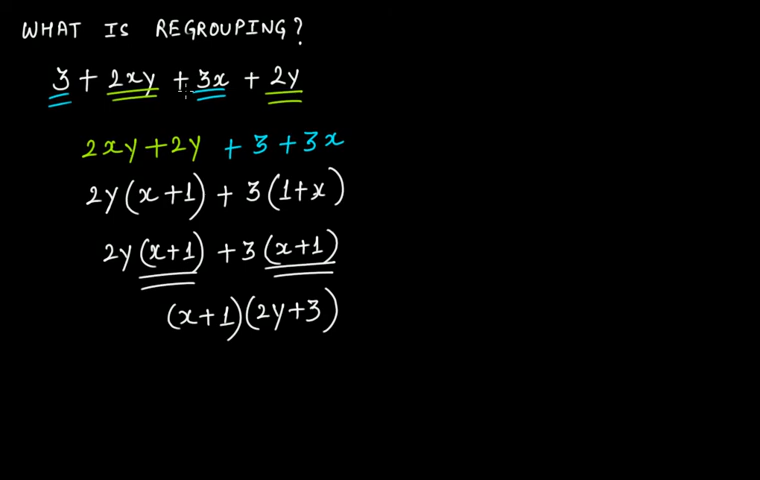 WHAT IS REGROUPING?
3 + 2xy + 3x + 2y
2xy + 2y + 3 + 3x
2y(x+1) + 3(1+x)
2y(x+1) + 3(x+1)
(x+1)(2y+3)